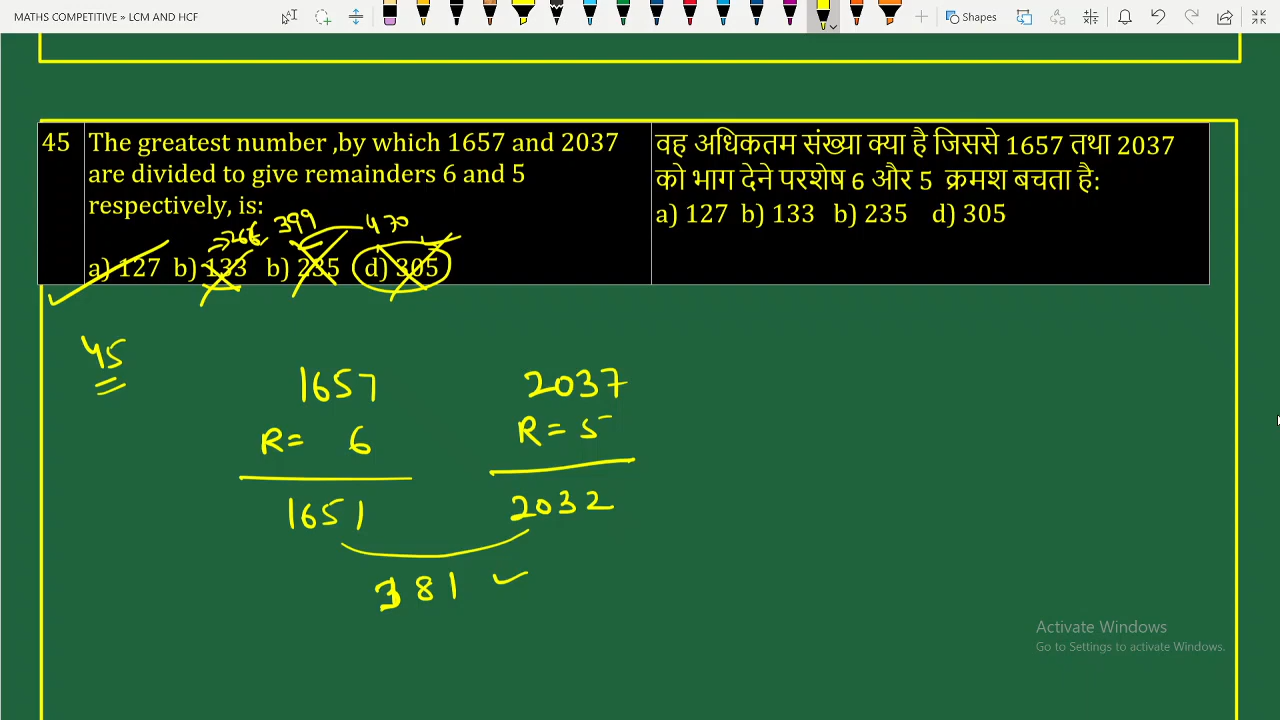 MATHS COMPETITIVE » LCM AND HCF
Shapes
45
The greatest number ,by which 1657 and 2037
are divided to give remainders 6 and 5
respectively, is:
399 470
a) 127 b) 133 b) 235 d) 305
वह अधिकतम संख्या क्या है जिससे 1657 तथा 2037
को भाग देने परशेष 6 और 5 क्रमश बचता है:
a) 127 b) 133 b) 235 d) 305
45
1657 2037
R= 6 R= 5
1651 2032
381
Activate Windows
Go to Settings to activate Windows.